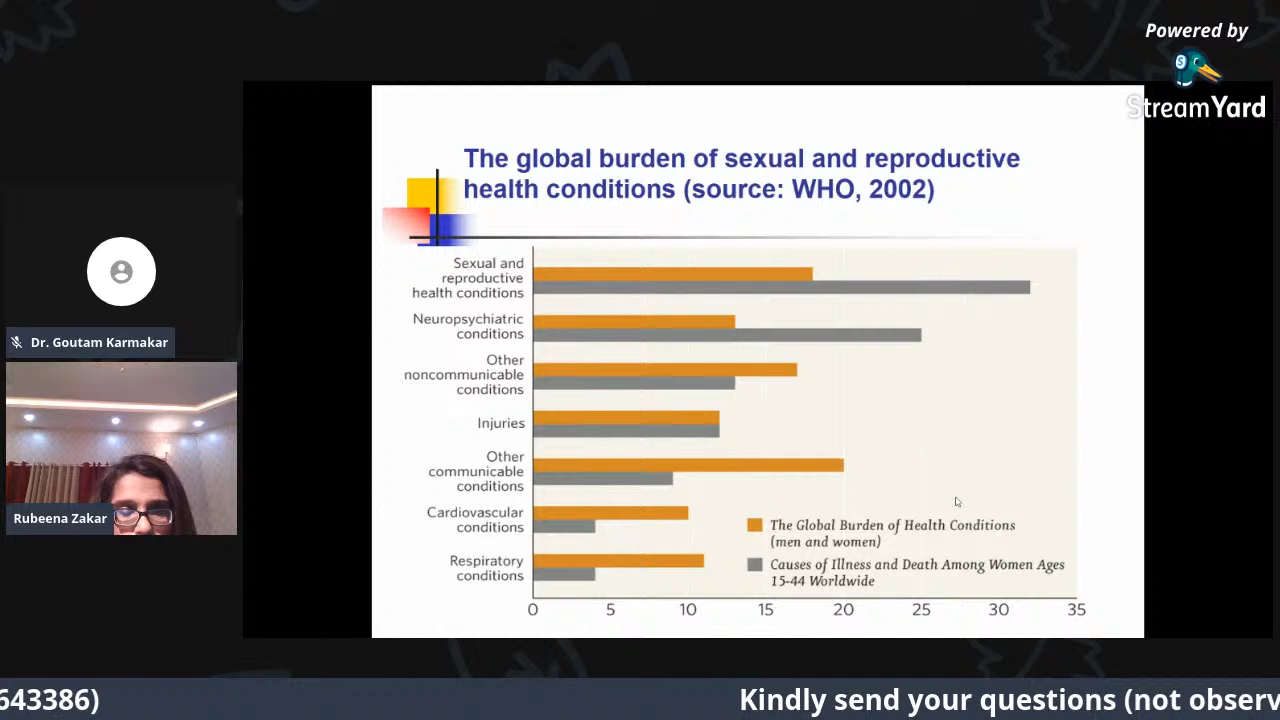 Powered by
StreamYard
The global burden of sexual and reproductive
health conditions (source: WHO, 2002)
Sexual and
reproductive
health conditions
Neuropsychiatric
conditions
Other
noncommunicable
conditions
Injuries
Other
communicable
conditions
Cardiovascular
conditions
Respiratory
conditions
The Global Burden of Health Conditions
(men and women)
Causes of Illness and Death Among Women Ages
15-44 Worldwide
0 5 10 15 20 25 30 35
Dr. Goutam Karmakar
Rubeena Zakar
643386)
Kindly send your questions (not observ